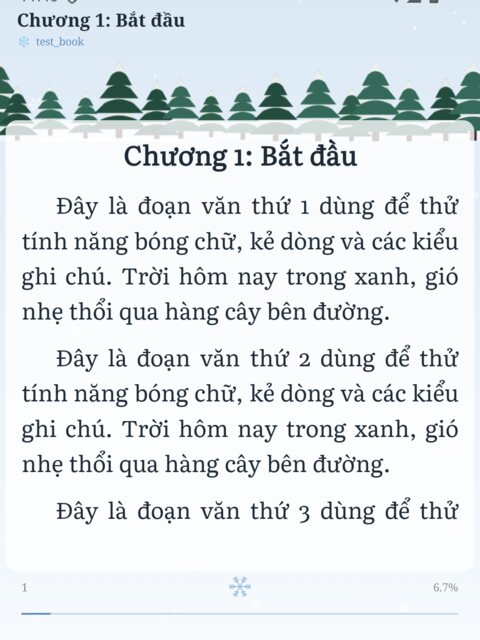 Chương 1: Bắt đầu
test_book
Chương 1: Bắt đầu
Đây là đoạn văn thứ 1 dùng để thử
tính năng bóng chữ, kẻ dòng và các kiểu
ghi chú. Trời hôm nay trong xanh, gió
nhẹ thổi qua hàng cây bên đường.
Đây là đoạn văn thứ 2 dùng để thử
tính năng bóng chữ, kẻ dòng và các kiểu
ghi chú. Trời hôm nay trong xanh, gió
nhẹ thổi qua hàng cây bên đường.
Đây là đoạn văn thứ 3 dùng để thử
1
6.7%